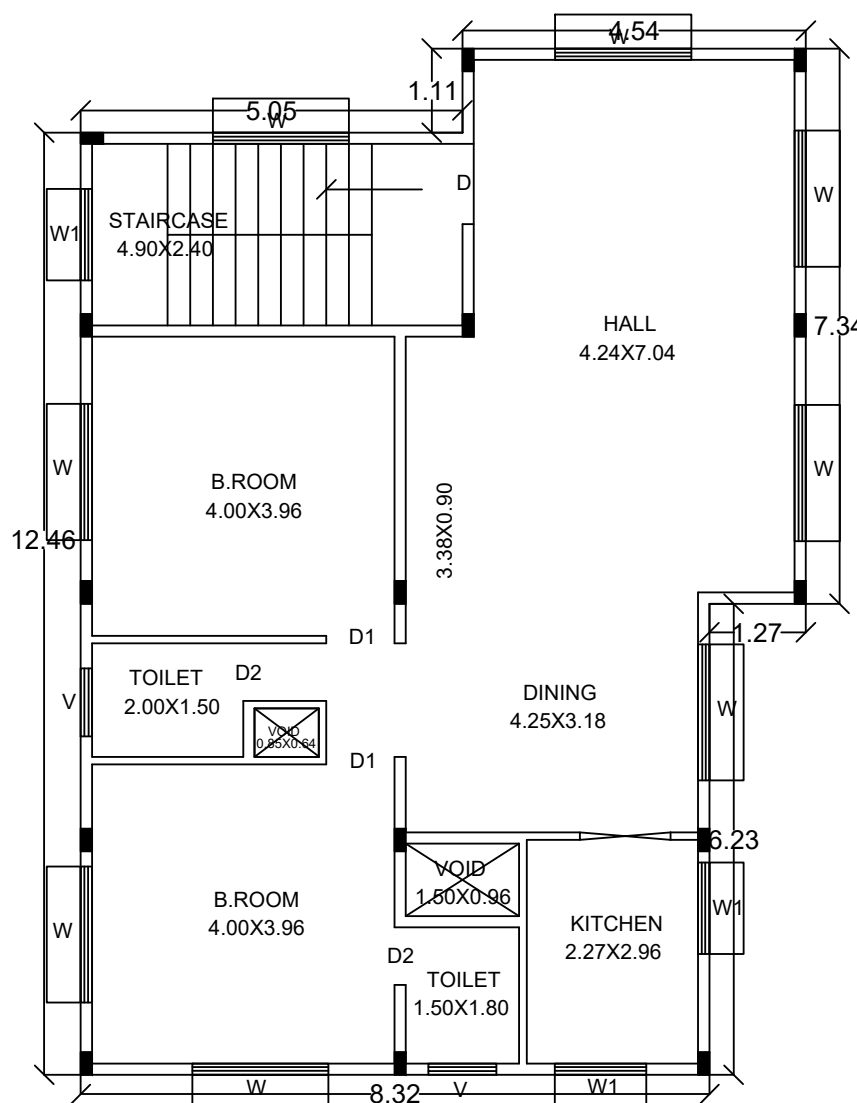 4.54
W
1.11
5.05
W
D
W
W1
STAIRCASE
4.90X2.40
HALL
4.24X7.04
7.34
W
B.ROOM
4.00X3.96
W
3.38X0.90
12.46
D1
1.27
TOILET
2.00X1.50
D2
V
VOID
0.85X0.64
DINING
4.25X3.18
W
D1
6.23
VOID
1.50X0.96
B.ROOM
4.00X3.96
W
KITCHEN
2.27X2.96
W1
D2
TOILET
1.50X1.80
W
8.32
V
W1